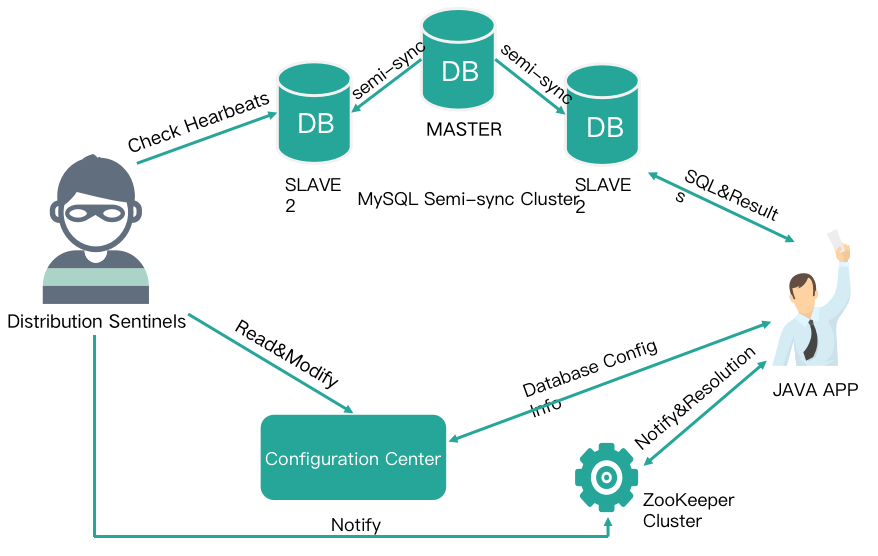 semi-sync
semi-sync
DB
Check Hearbeats
DB
DB
MASTER
SLAVE
2
MySQL Semi-sync Cluster
SLAVE
2
SQL&Result
s
Distribution Sentinels
Read&Modify
Database Config
Info
Notify&Resolution
JAVA APP
Configuration Center
ZooKeeper
Cluster
Notify